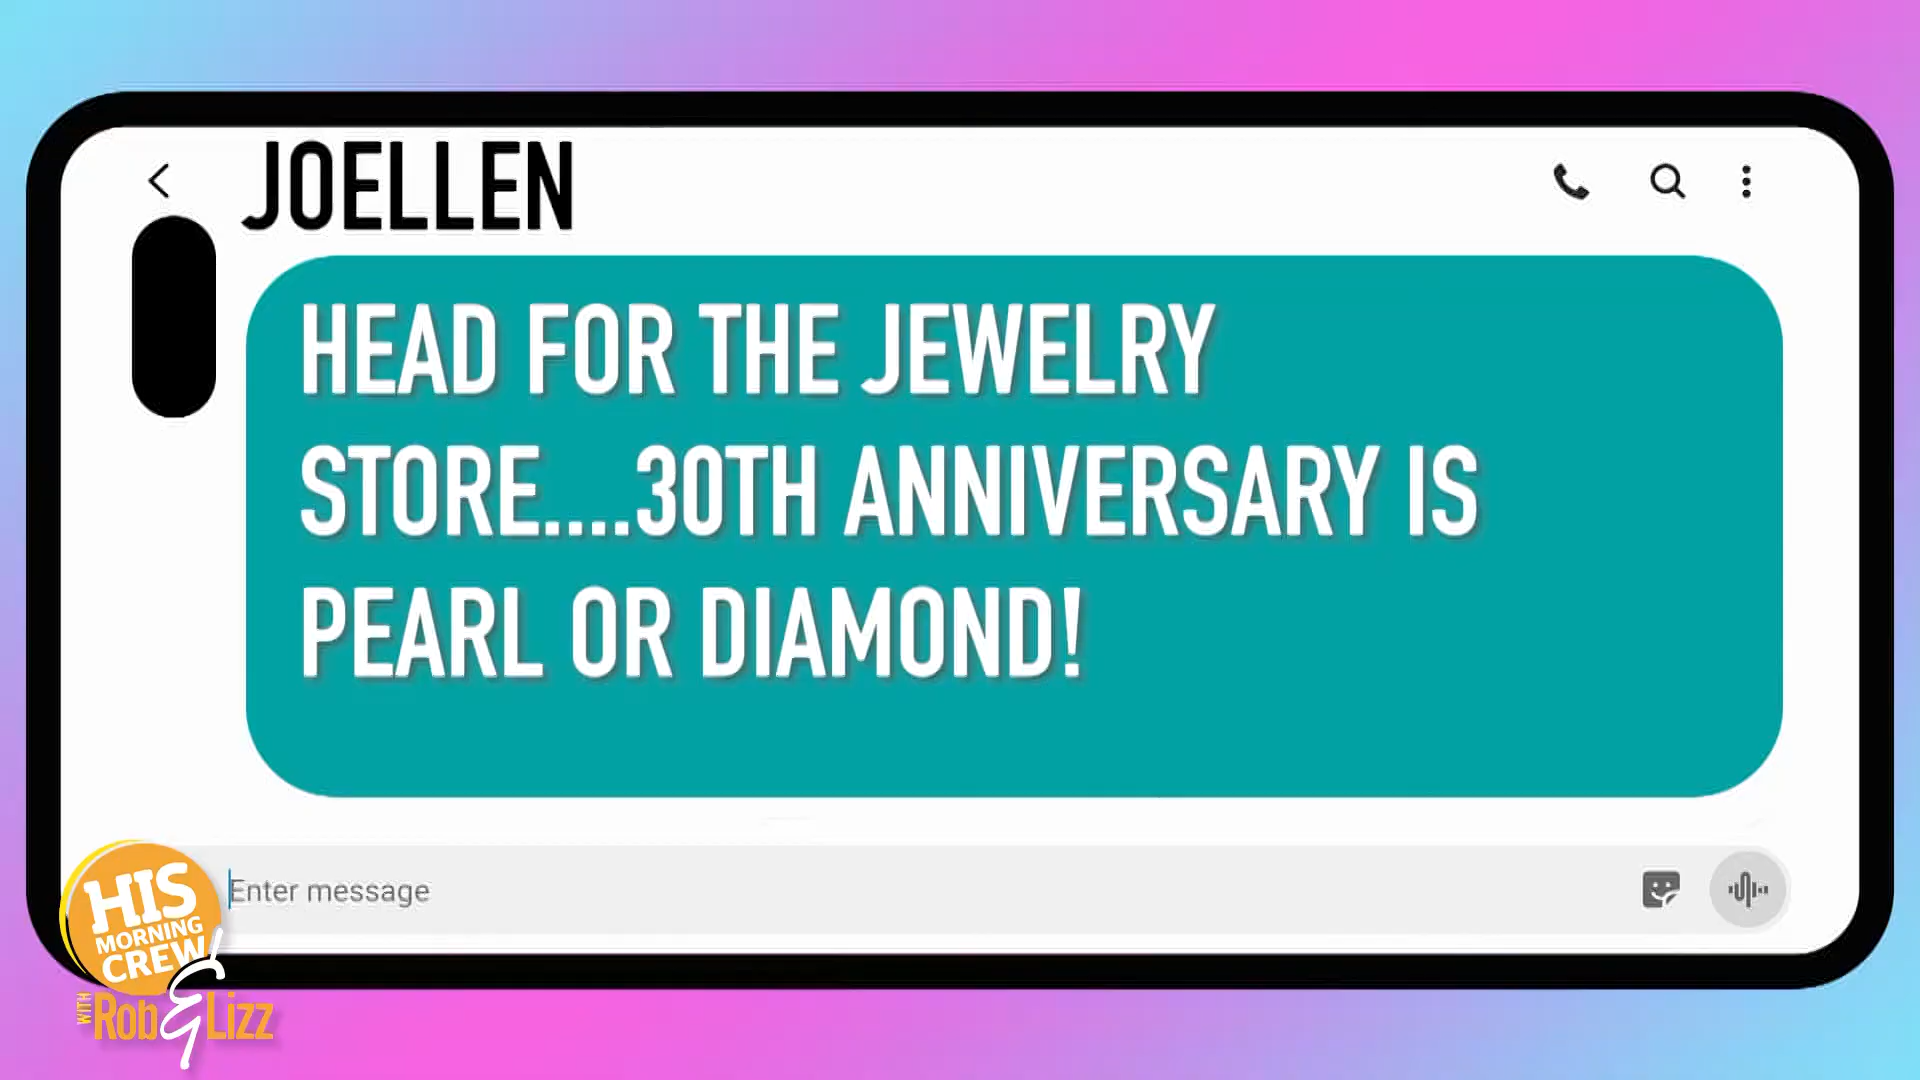 JOELLEN
HEAD FOR THE JEWELRY
STORE....30TH ANNIVERSARY IS
PEARL OR DIAMOND!
Enter message
HIS
MORNING
CREW
WITH Rob & Lizz